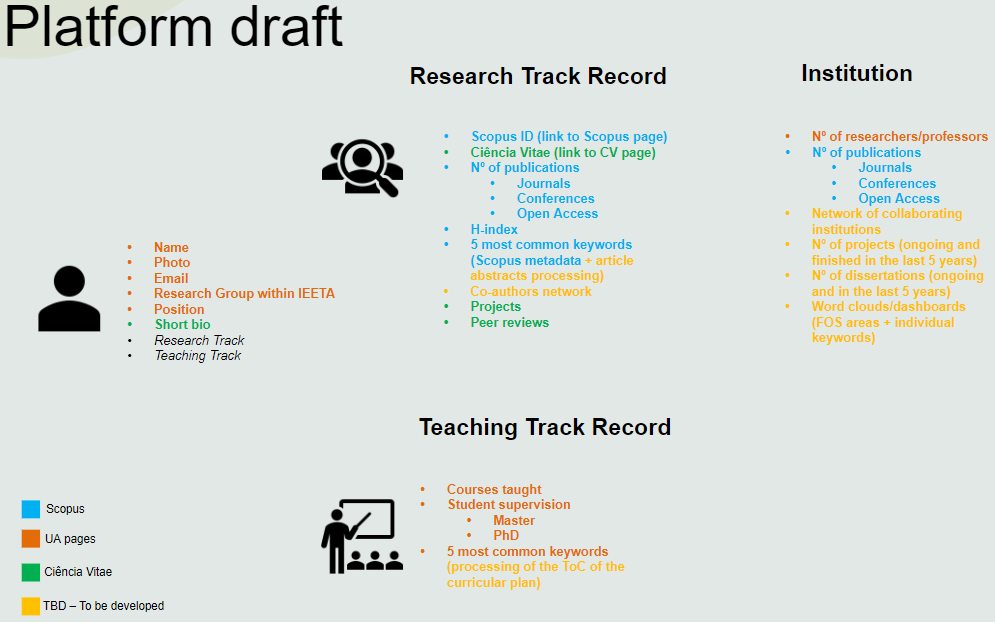 Platform draft
Research Track Record
• Scopus ID (link to Scopus page)
• Ciência Vitae (link to CV page)
• Nº of publications
• Journals
• Conferences
• Open Access
• H-index
• 5 most common keywords
(Scopus metadata + article
abstracts processing)
• Co-authors network
• Projects
• Peer reviews
Institution
• Nº of researchers/professors
• Nº of publications
• Journals
• Conferences
• Open Access
• Network of collaborating
institutions
• Nº of projects (ongoing and
finished in the last 5 years)
• Nº of dissertations (ongoing
and in the last 5 years)
• Word clouds/dashboards
(FOS areas + individual
keywords)
• Name
• Photo
• Email
• Research Group within IEETA
• Position
• Short bio
• Research Track
• Teaching Track
Teaching Track Record
• Courses taught
• Student supervision
• Master
• PhD
• 5 most common keywords
(processing of the ToC of the
curricular plan)
Scopus
UA pages
Ciência Vitae
TBD – To be developed